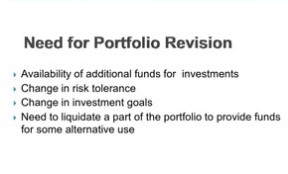 Need for Portfolio Revision
Availability of additional funds for investments
Change in risk tolerance
Change in investment goals
Need to liquidate a part of the portfolio to provide funds
for some alternative use